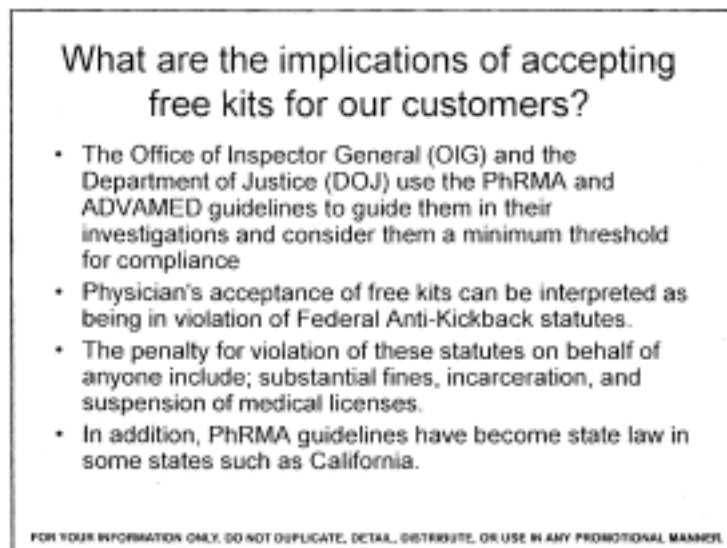 What are the implications of accepting
free kits for our customers?
• The Office of Inspector General (OIG) and the
Department of Justice (DOJ) use the PhRMA and
ADVAMED guidelines to guide them in their
investigations and consider them a minimum threshold
for compliance
• Physician's acceptance of free kits can be interpreted as
being in violation of Federal Anti-Kickback statutes.
• The penalty for violation of these statutes on behalf of
anyone include; substantial fines, incarceration, and
suspension of medical licenses.
• In addition, PhRMA guidelines have become state law in
some states such as California.
FOR YOUR INFORMATION ONLY. DO NOT DUPLICATE, DETAIL, DISTRIBUTE, OR USE IN ANY PROMOTIONAL MANNER.